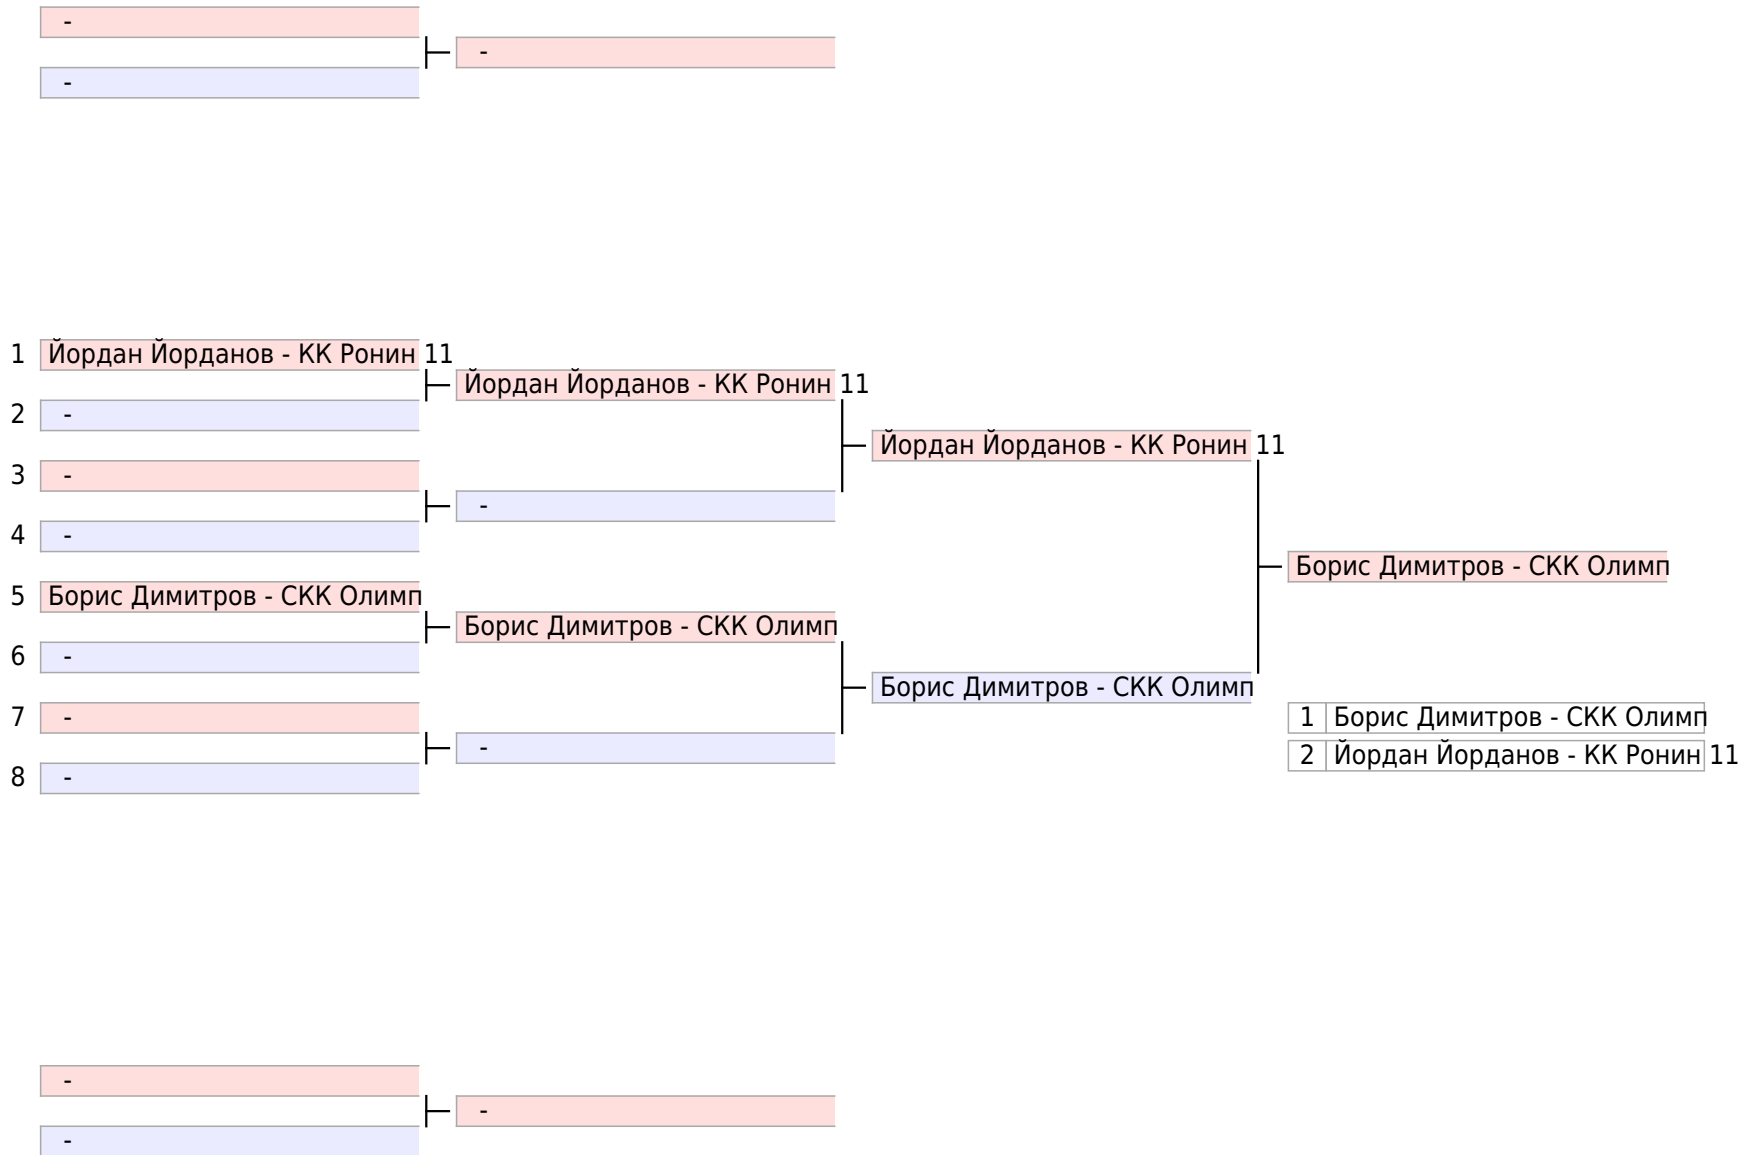 -
-
-
1 Йордан Йорданов - КК Ронин 11
Йордан Йорданов - КК Ронин 11
2 -
Йордан Йорданов - КК Ронин 11
3 -
-
4 -
Борис Димитров - СКК Олимп
5 Борис Димитров - СКК Олимп
Борис Димитров - СКК Олимп
6 -
Борис Димитров - СКК Олимп
7 -
1 Борис Димитров - СКК Олимп
-
2 Йордан Йорданов - КК Ронин 11
8 -
-
-
-